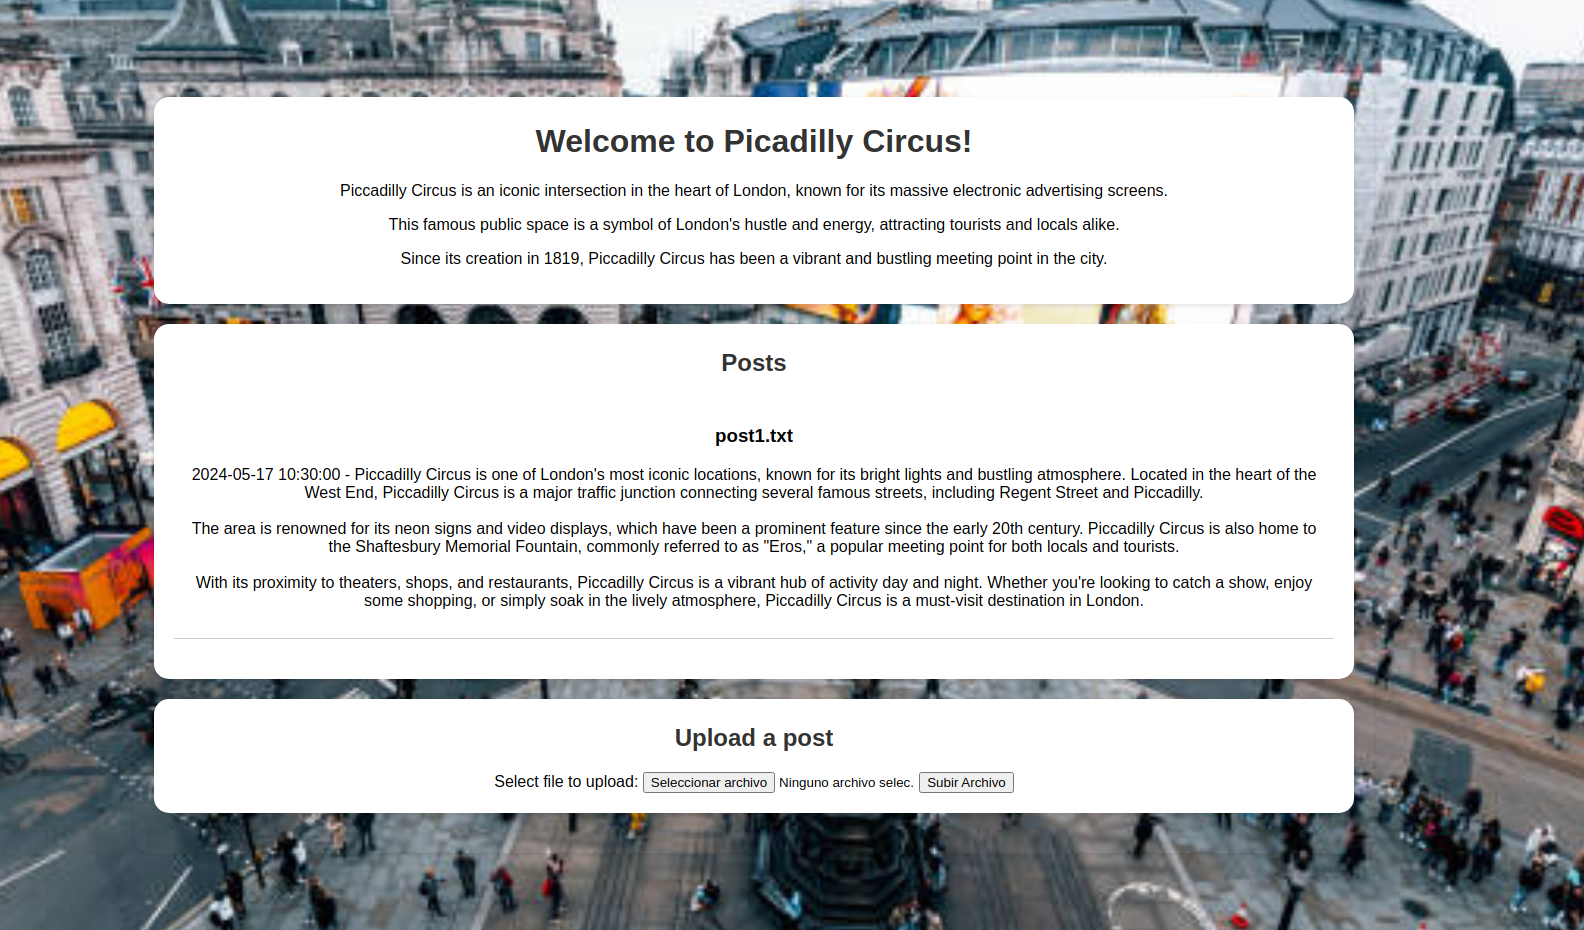 Welcome to Picadilly Circus!
Piccadilly Circus is an iconic intersection in the heart of London, known for its massive electronic advertising screens.
This famous public space is a symbol of London's hustle and energy, attracting tourists and locals alike.
Since its creation in 1819, Piccadilly Circus has been a vibrant and bustling meeting point in the city.
Posts
post1.txt
2024-05-17 10:30:00 - Piccadilly Circus is one of London's most iconic locations, known for its bright lights and bustling atmosphere. Located in the heart of the
West End, Piccadilly Circus is a major traffic junction connecting several famous streets, including Regent Street and Piccadilly.
The area is renowned for its neon signs and video displays, which have been a prominent feature since the early 20th century. Piccadilly Circus is also home to
the Shaftesbury Memorial Fountain, commonly referred to as "Eros," a popular meeting point for both locals and tourists.
With its proximity to theaters, shops, and restaurants, Piccadilly Circus is a vibrant hub of activity day and night. Whether you're looking to catch a show, enjoy
some shopping, or simply soak in the lively atmosphere, Piccadilly Circus is a must-visit destination in London.
Upload a post
Select file to upload: Seleccionar archivo Ninguno archivo selec. Subir Archivo